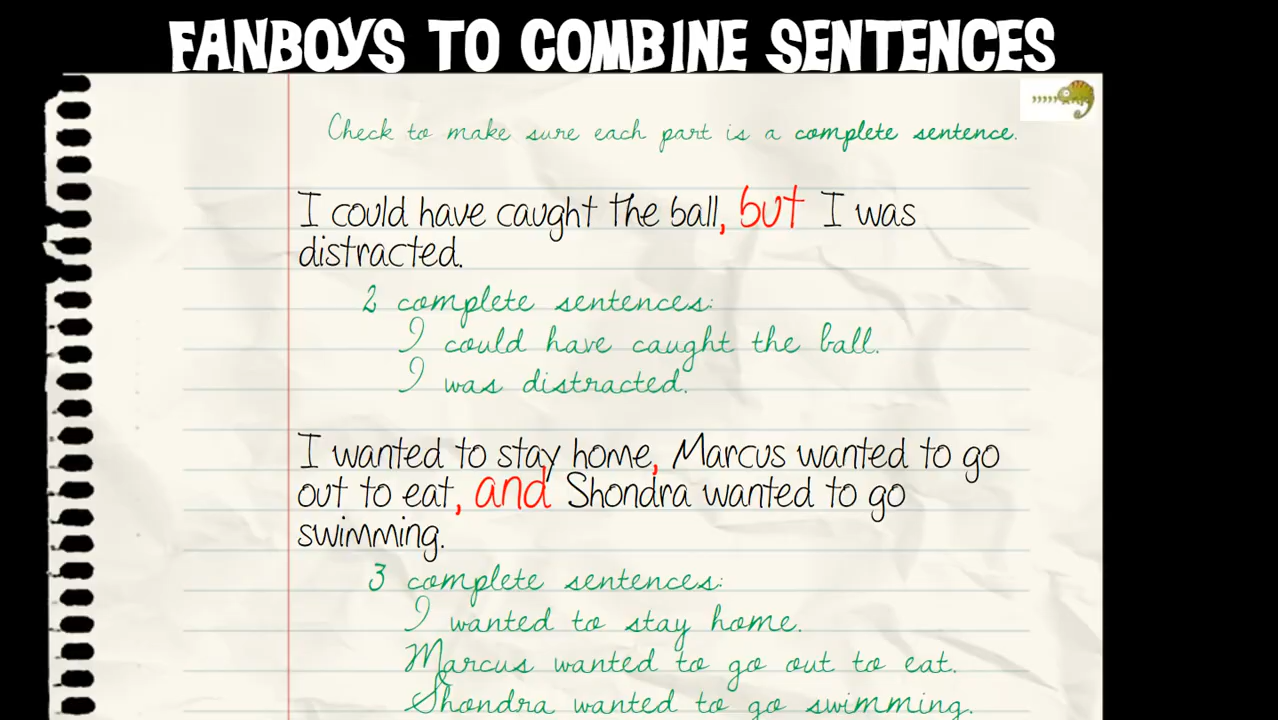 FANBOYS TO COMBINE SENTENCES
Check to make sure each part is a complete sentence.
I could have caught the ball, but I was
distracted.
2 complete sentences:
I could have caught the ball.
I was distracted.
I wanted to stay home, Marcus wanted to go
out to eat, and Shondra wanted to go
swimming.
3 complete sentences:
I wanted to stay home.
Marcus wanted to go out to eat.
Shondra wanted to go swimming.